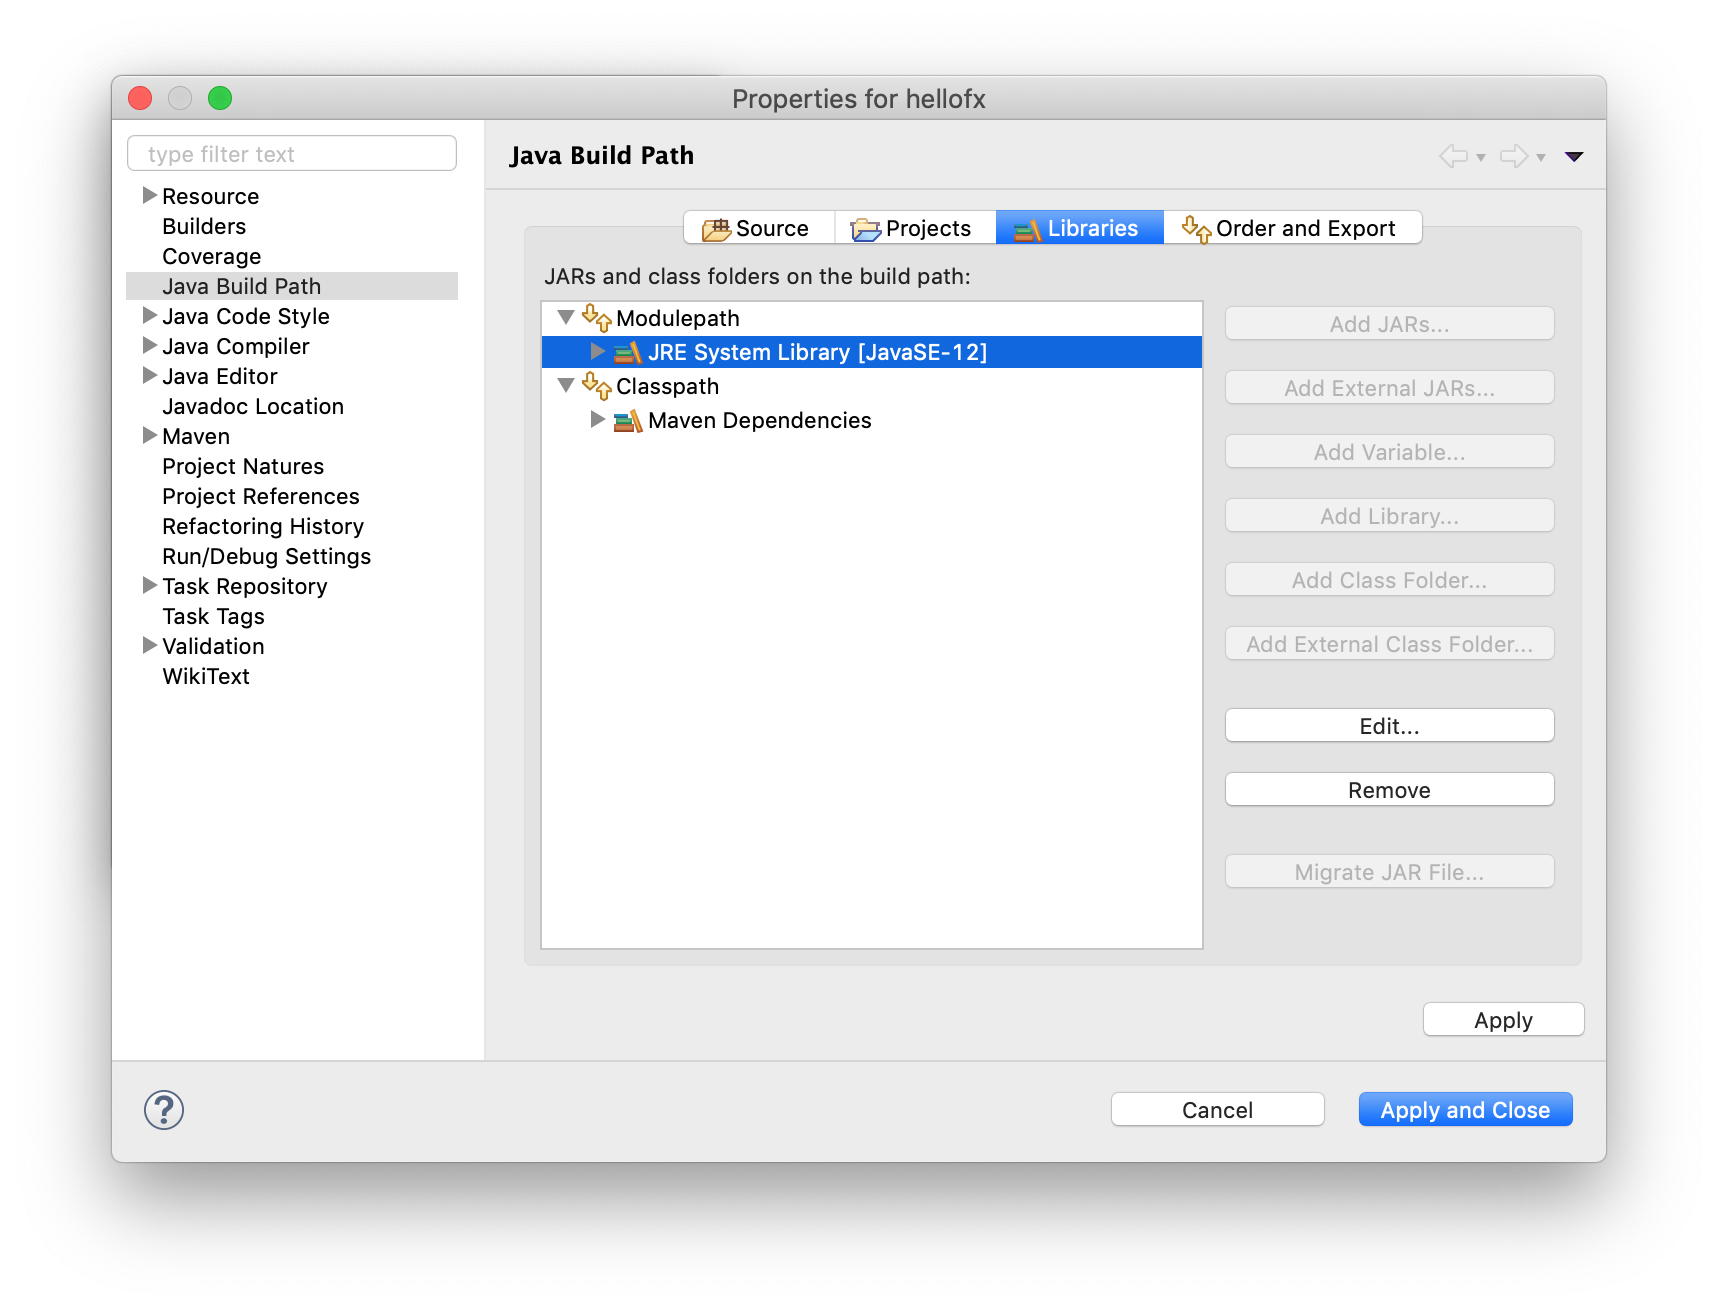 Properties for hellofx
type filter text
Resource
Builders
Coverage
Java Build Path
Java Code Style
Java Compiler
Java Editor
Javadoc Location
Maven
Project Natures
Project References
Refactoring History
Run/Debug Settings
Task Repository
Task Tags
Validation
WikiText
Java Build Path
Source Projects Libraries Order and Export
JARs and class folders on the build path:
Modulepath
JRE System Library [JavaSE-12]
Classpath
Maven Dependencies
Add JARs...
Add External JARs...
Add Variable...
Add Library...
Add Class Folder...
Add External Class Folder...
Edit...
Remove
Migrate JAR File...
Apply
?
Cancel Apply and Close